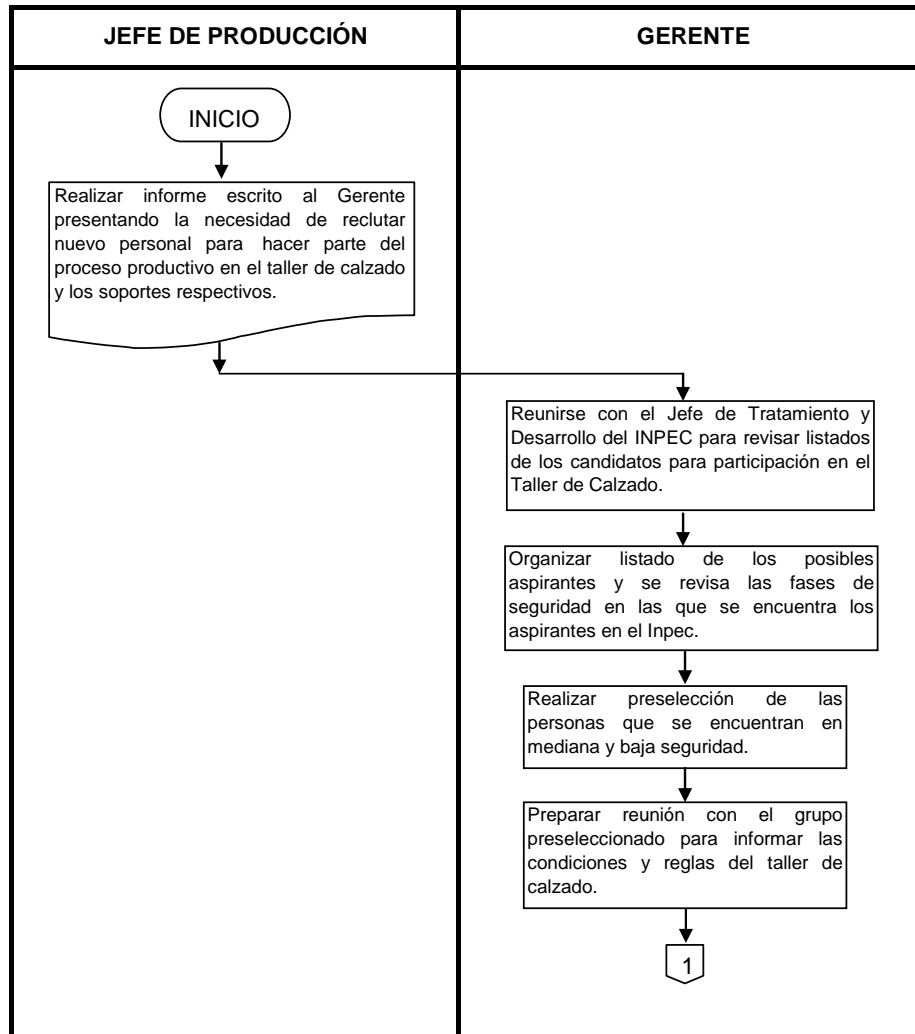 JEFE DE PRODUCCIÓN
GERENTE
INICIO
Realizar informe escrito al Gerente
presentando la necesidad de reclutar
nuevo personal para hacer parte del
proceso productivo en el taller de calzado
y los soportes respectivos.
Reunirse con el Jefe de Tratamiento y
Desarrollo del INPEC para revisar listados
de los candidatos para participación en el
Taller de Calzado.
Organizar listado de los posibles
aspirantes y se revisa las fases de
seguridad en las que se encuentra los
aspirantes en el Inpec.
Realizar preselección de las
personas que se encuentran en
mediana y baja seguridad.
Preparar reunión con el grupo
preseleccionado para informar las
condiciones y reglas del taller de
calzado.
1